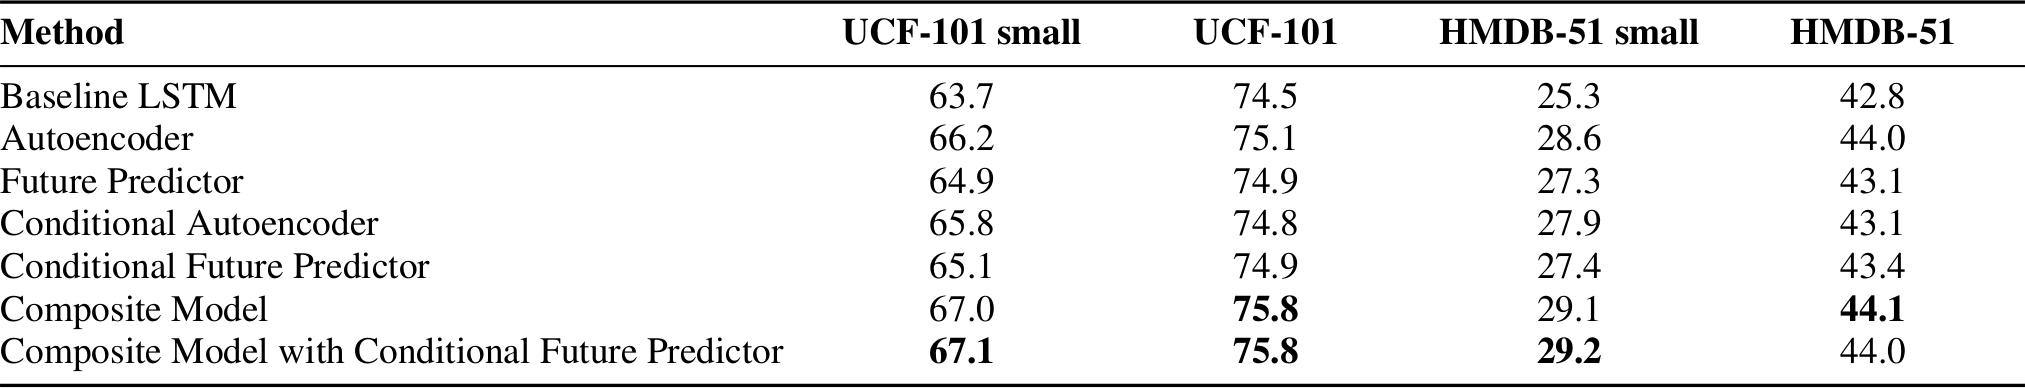 Method UCF-101 small UCF-101 HMDB-51 small HMDB-51
Baseline LSTM 63.7 74.5 25.3 42.8
Autoencoder 66.2 75.1 28.6 44.0
Future Predictor 64.9 74.9 27.3 43.1
Conditional Autoencoder 65.8 74.8 27.9 43.1
Conditional Future Predictor 65.1 74.9 27.4 43.4
Composite Model 67.0 75.8 29.1 44.1
Composite Model with Conditional Future Predictor 67.1 75.8 29.2 44.0